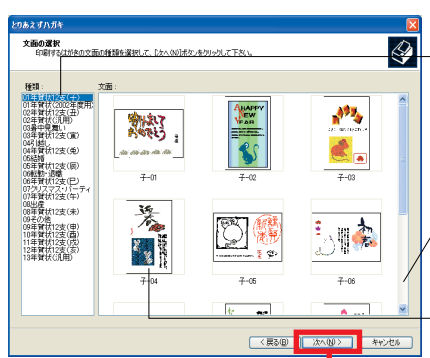 とりあえずハガキ
文面の選択
印刷するはがきの文面の種類を選択して、[次へ(N)]ボタンをクリックして下さい。
種類:
文面:
01年賀状12支(子)
01年賀状(2002年度用)
02年賀状12支(丑)
02年賀状(汎用)
03暑中見舞い
03年賀状12支(寅)
04引越し
04年賀状12支(兎)
05結婚
05年賀状12支(辰)
06転勤・退職
06年賀状12支(巳)
07クリスマス・パーティ
07年賀状12支(午)
08出産
08年賀状12支(未)
09その他
09年賀状12支(申)
10年賀状12支(酉)
11年賀状12支(戌)
12年賀状12支(亥)
13年賀状(汎用)
A HAPPY
NEW
YEAR
子-01
子-02
子-03
迎春
初春
子-04
子-05
子-06
< 戻る(B)
次へ(N) >
キャンセル